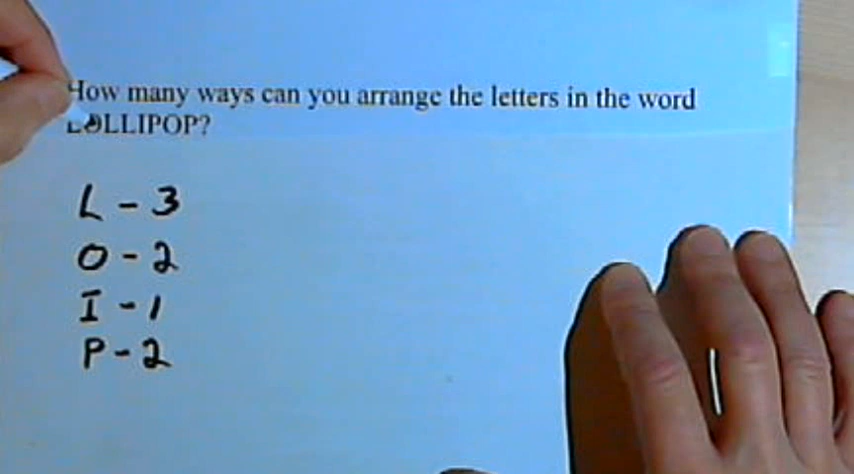 How many ways can you arrange the letters in the word
LOLLIPOP?
L - 3
O - 2
I - 1
P - 2